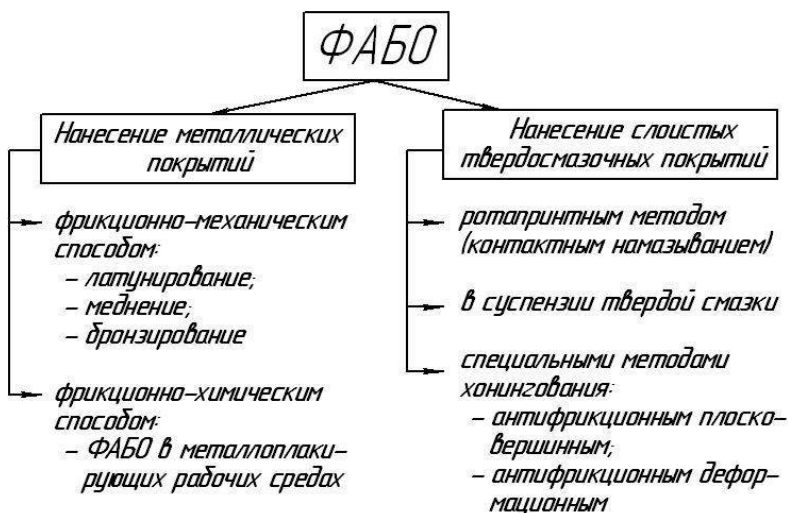 ФАБО
Нанесение металлических
покрытий
фрикционно-механическим
способом:
- латунирование;
- меднение;
- бронзирование
фрикционно-химическим
способом:
- ФАБО в металлоплаки-
рующих рабочих средах
Нанесение слоистых
твердосмазочных покрытий
ротапринтным методом
(контактным намазыванием)
в суспензии твердой смазки
специальными методами
хонингования:
- антифрикционным плоско-
вершинным;
- антифрикционным дефор-
мационным